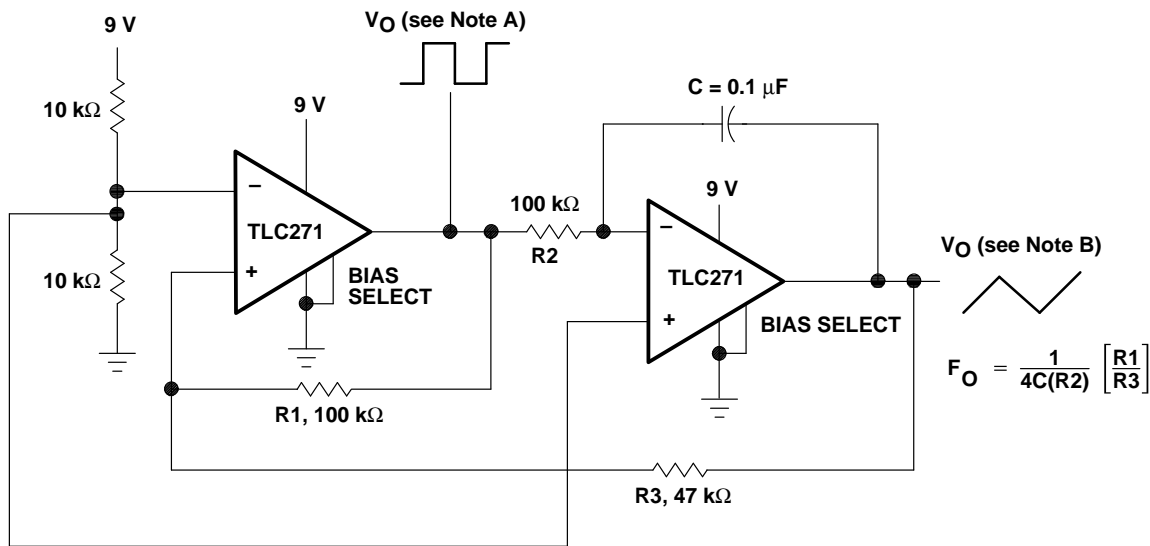 VO (see Note A)
9 V
10 kΩ
9 V
−
TLC271
+
BIAS
SELECT
10 kΩ
R1, 100 kΩ
C = 0.1 μF
100 kΩ
R2
9 V
−
TLC271
+
BIAS SELECT
VO (see Note B)
FO = 1/4C(R2) [R1/R3]
R3, 47 kΩ